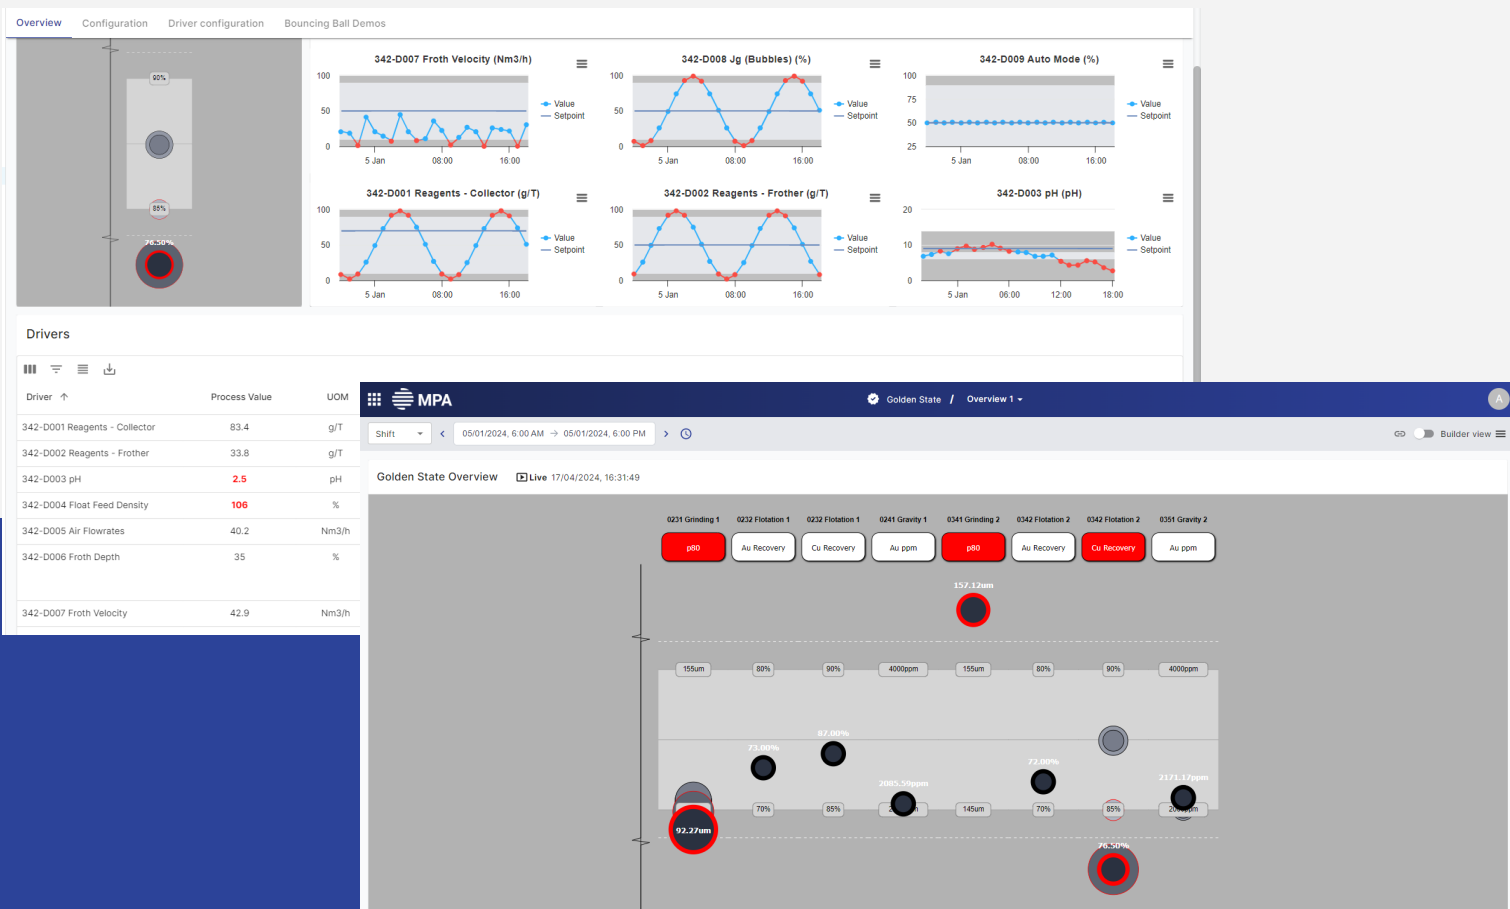 Overview Configuration Driver configuration Bouncing Ball Demos
90%
85%
76.50%
342-D007 Froth Velocity (Nm3/h)
100
50
0
5 Jan 08:00 16:00
Value
Setpoint
342-D008 Jg (Bubbles) (%)
100
50
0
5 Jan 08:00 16:00
Value
Setpoint
342-D009 Auto Mode (%)
100
75
50
25
5 Jan 08:00 16:00
Value
Setpoint
342-D001 Reagents - Collector (g/T)
100
50
0
5 Jan 08:00 16:00
Value
Setpoint
342-D002 Reagents - Frother (g/T)
100
50
0
5 Jan 08:00 16:00
Value
Setpoint
342-D003 pH (pH)
20
10
0
5 Jan 06:00 12:00 18:00
Value
Setpoint
Drivers
Driver Process Value UOM
342-D001 Reagents - Collector 83.4 g/T
342-D002 Reagents - Frother 33.8 g/T
342-D003 pH 2.5 pH
342-D004 Float Feed Density 106 %
342-D005 Air Flowrates 40.2 Nm3/h
342-D006 Froth Depth 35 %
342-D007 Froth Velocity 42.9 Nm3/h
MPA
Golden State / Overview 1
A
Shift 05/01/2024, 6:00 AM → 05/01/2024, 6:00 PM
Builder view
Golden State Overview Live 17/04/2024, 16:31:49
0231 Grinding 1 0232 Flotation 1 0232 Flotation 1 0241 Gravity 1 0341 Grinding 2 0342 Flotation 2 0342 Flotation 2 0351 Gravity 2
p80 Au Recovery Cu Recovery Au ppm p80 Au Recovery Cu Recovery Au ppm
157.12um
155um 80% 90% 4000ppm 155um 80% 90% 4000ppm
87.00%
73.00%
72.00%
2085.59ppm
2171.17ppm
70% 85% 145um 70% 85%
92.27um
76.50%